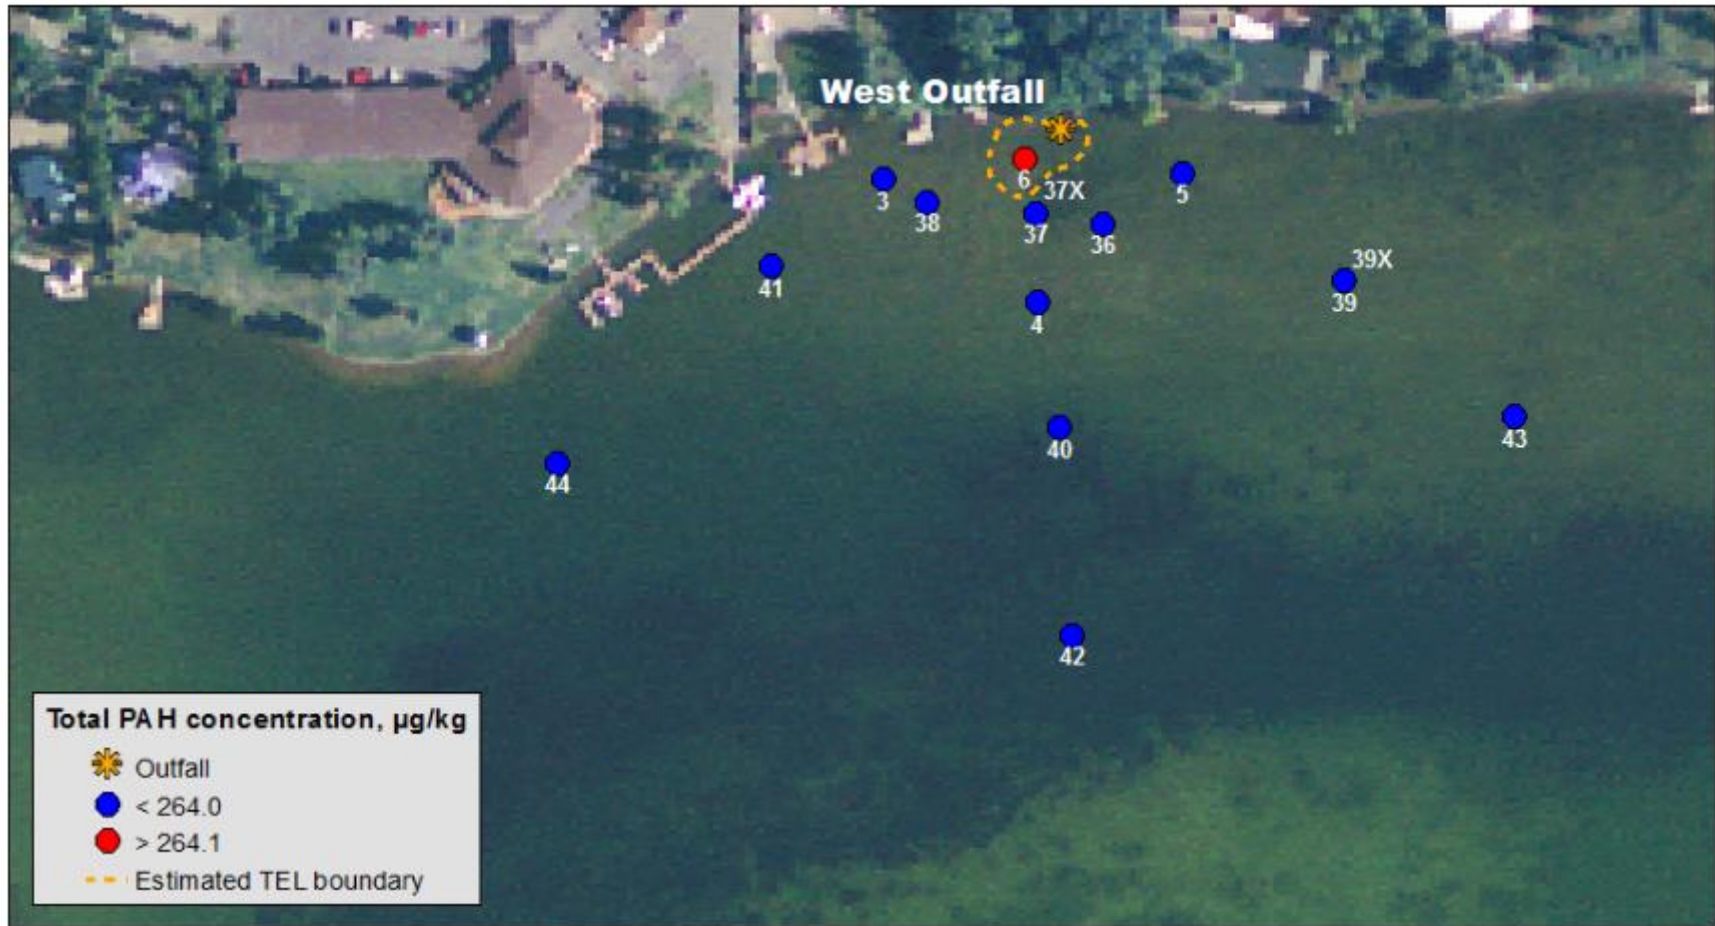 West Outfall
6
37X
3
38
37
36
5
41
39X
39
4
40
43
44
42
Total PAH concentration, µg/kg
Outfall
< 264.0
> 264.1
Estimated TEL boundary